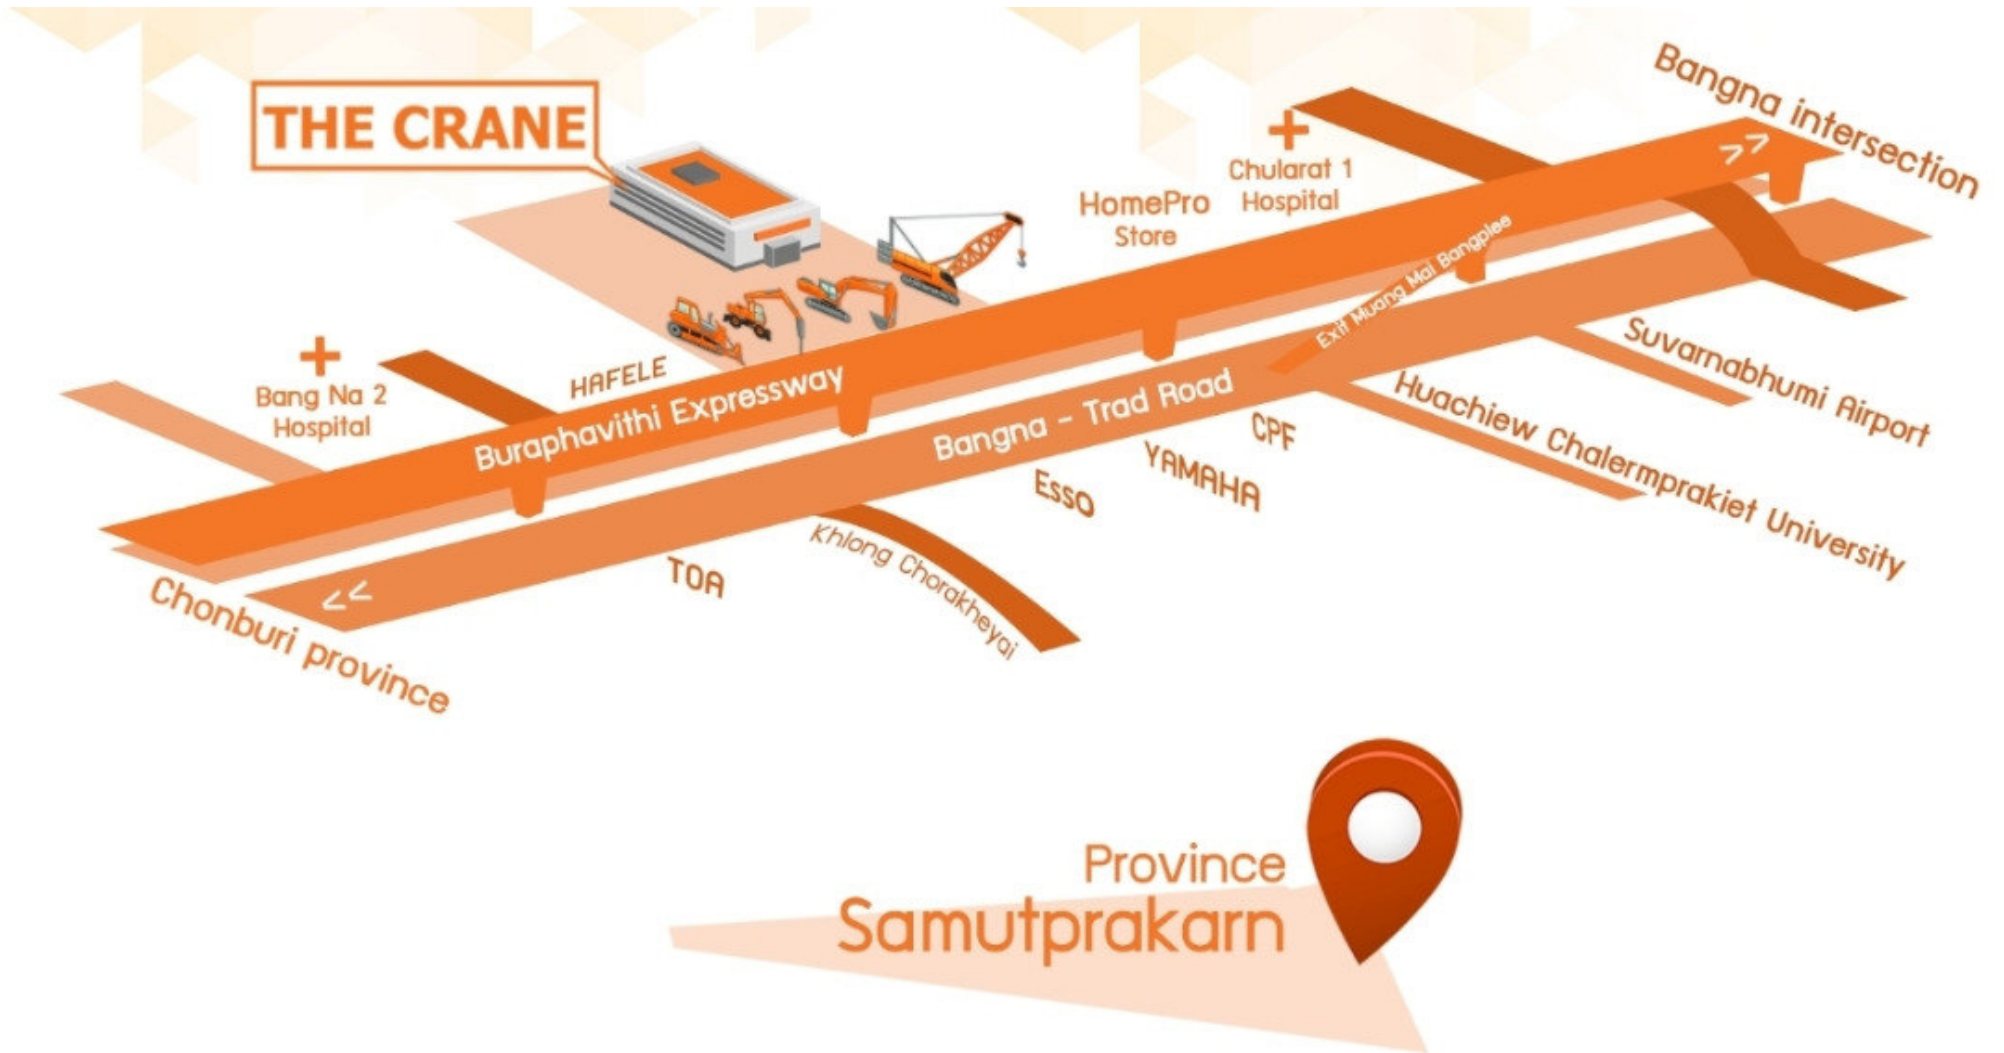 Bangna intersection
THE CRANE
Chularat 1
Hospital
HomePro
Store
Exit Muang Mai Bangplee
Bang Na 2
Hospital
HAFELE
Buraphavithi Expressway
Bangna - Trad Road
Suvarnabhumi Airport
Huachiew Chalermprakiet University
CPF
YAMAHA
Esso
Khlong Chorakheyai
TOA
Chonburi province
>>
<<
Province
Samutprakarn